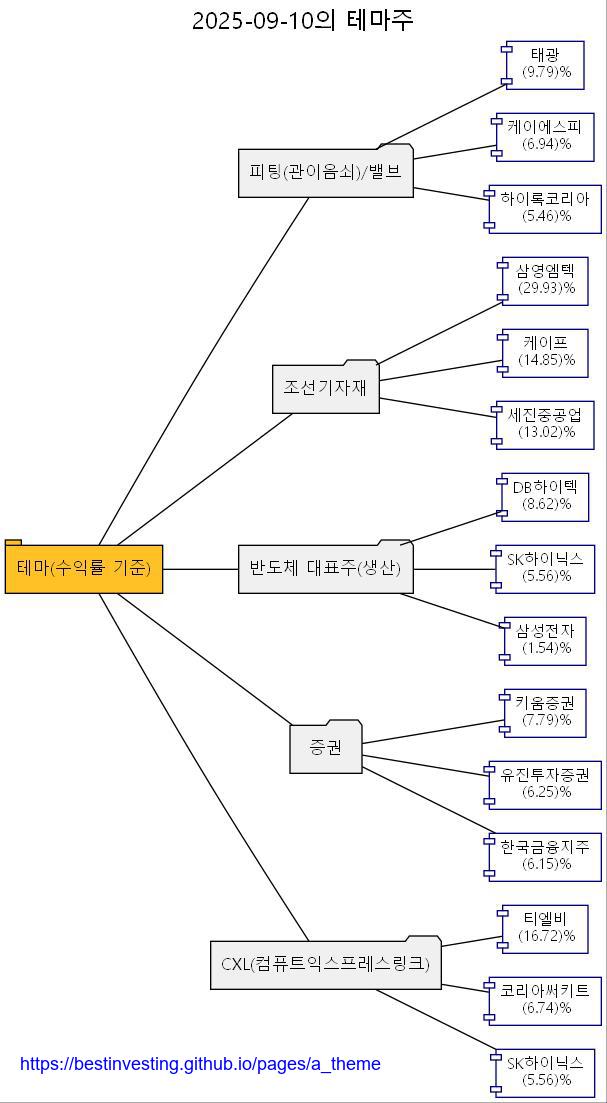 2025-09-10의 테마주
태광
(9.79)%
케이에스피
(6.94)%
피팅(관이음쇠)/밸브
하이록코리아
(5.46)%
삼영엠텍
(29.93)%
케이프
(14.85)%
조선기자재
세진중공업
(13.02)%
DB하이텍
(8.62)%
테마(수익률 기준)
반도체 대표주(생산)
SK하이닉스
(5.56)%
삼성전자
(1.54)%
키움증권
(7.79)%
증권
유진투자증권
(6.25)%
한국금융지주
(6.15)%
티엘비
(16.72)%
CXL(컴퓨트익스프레스링크)
코리아써키트
(6.74)%
SK하이닉스
(5.56)%
https://bestinvesting.github.io/pages/a_theme